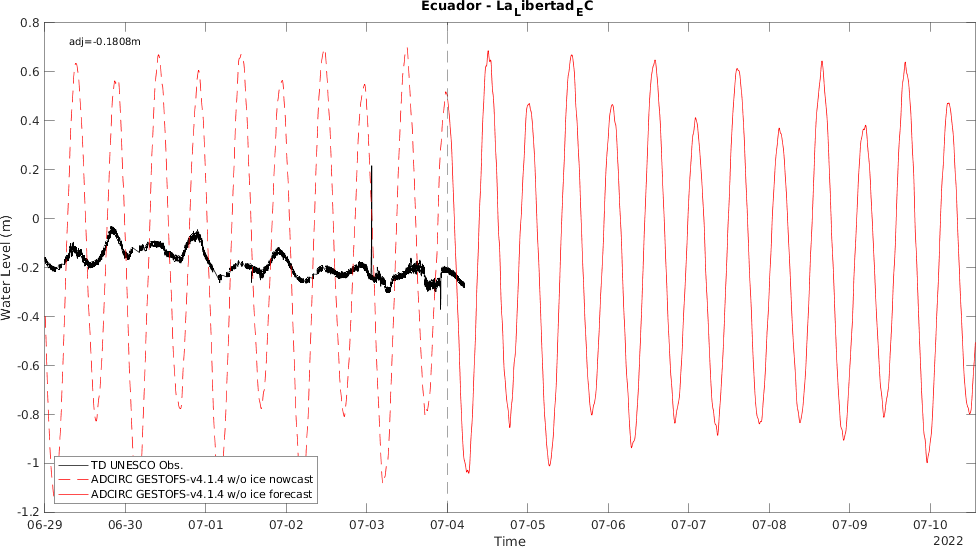 Ecuador - LaLibertadEC
adj=-0.1808m
0.8
0.6
0.4
0.2
0
-0.2
-0.4
-0.6
-0.8
-1
-1.2
Water Level (m)
TD UNESCO Obs.
ADCIRC GESTOFS-v4.1.4 w/o ice nowcast
ADCIRC GESTOFS-v4.1.4 w/o ice forecast
06-29 06-30 07-01 07-02 07-03 07-04 07-05 07-06 07-07 07-08 07-09 07-10
Time
2022